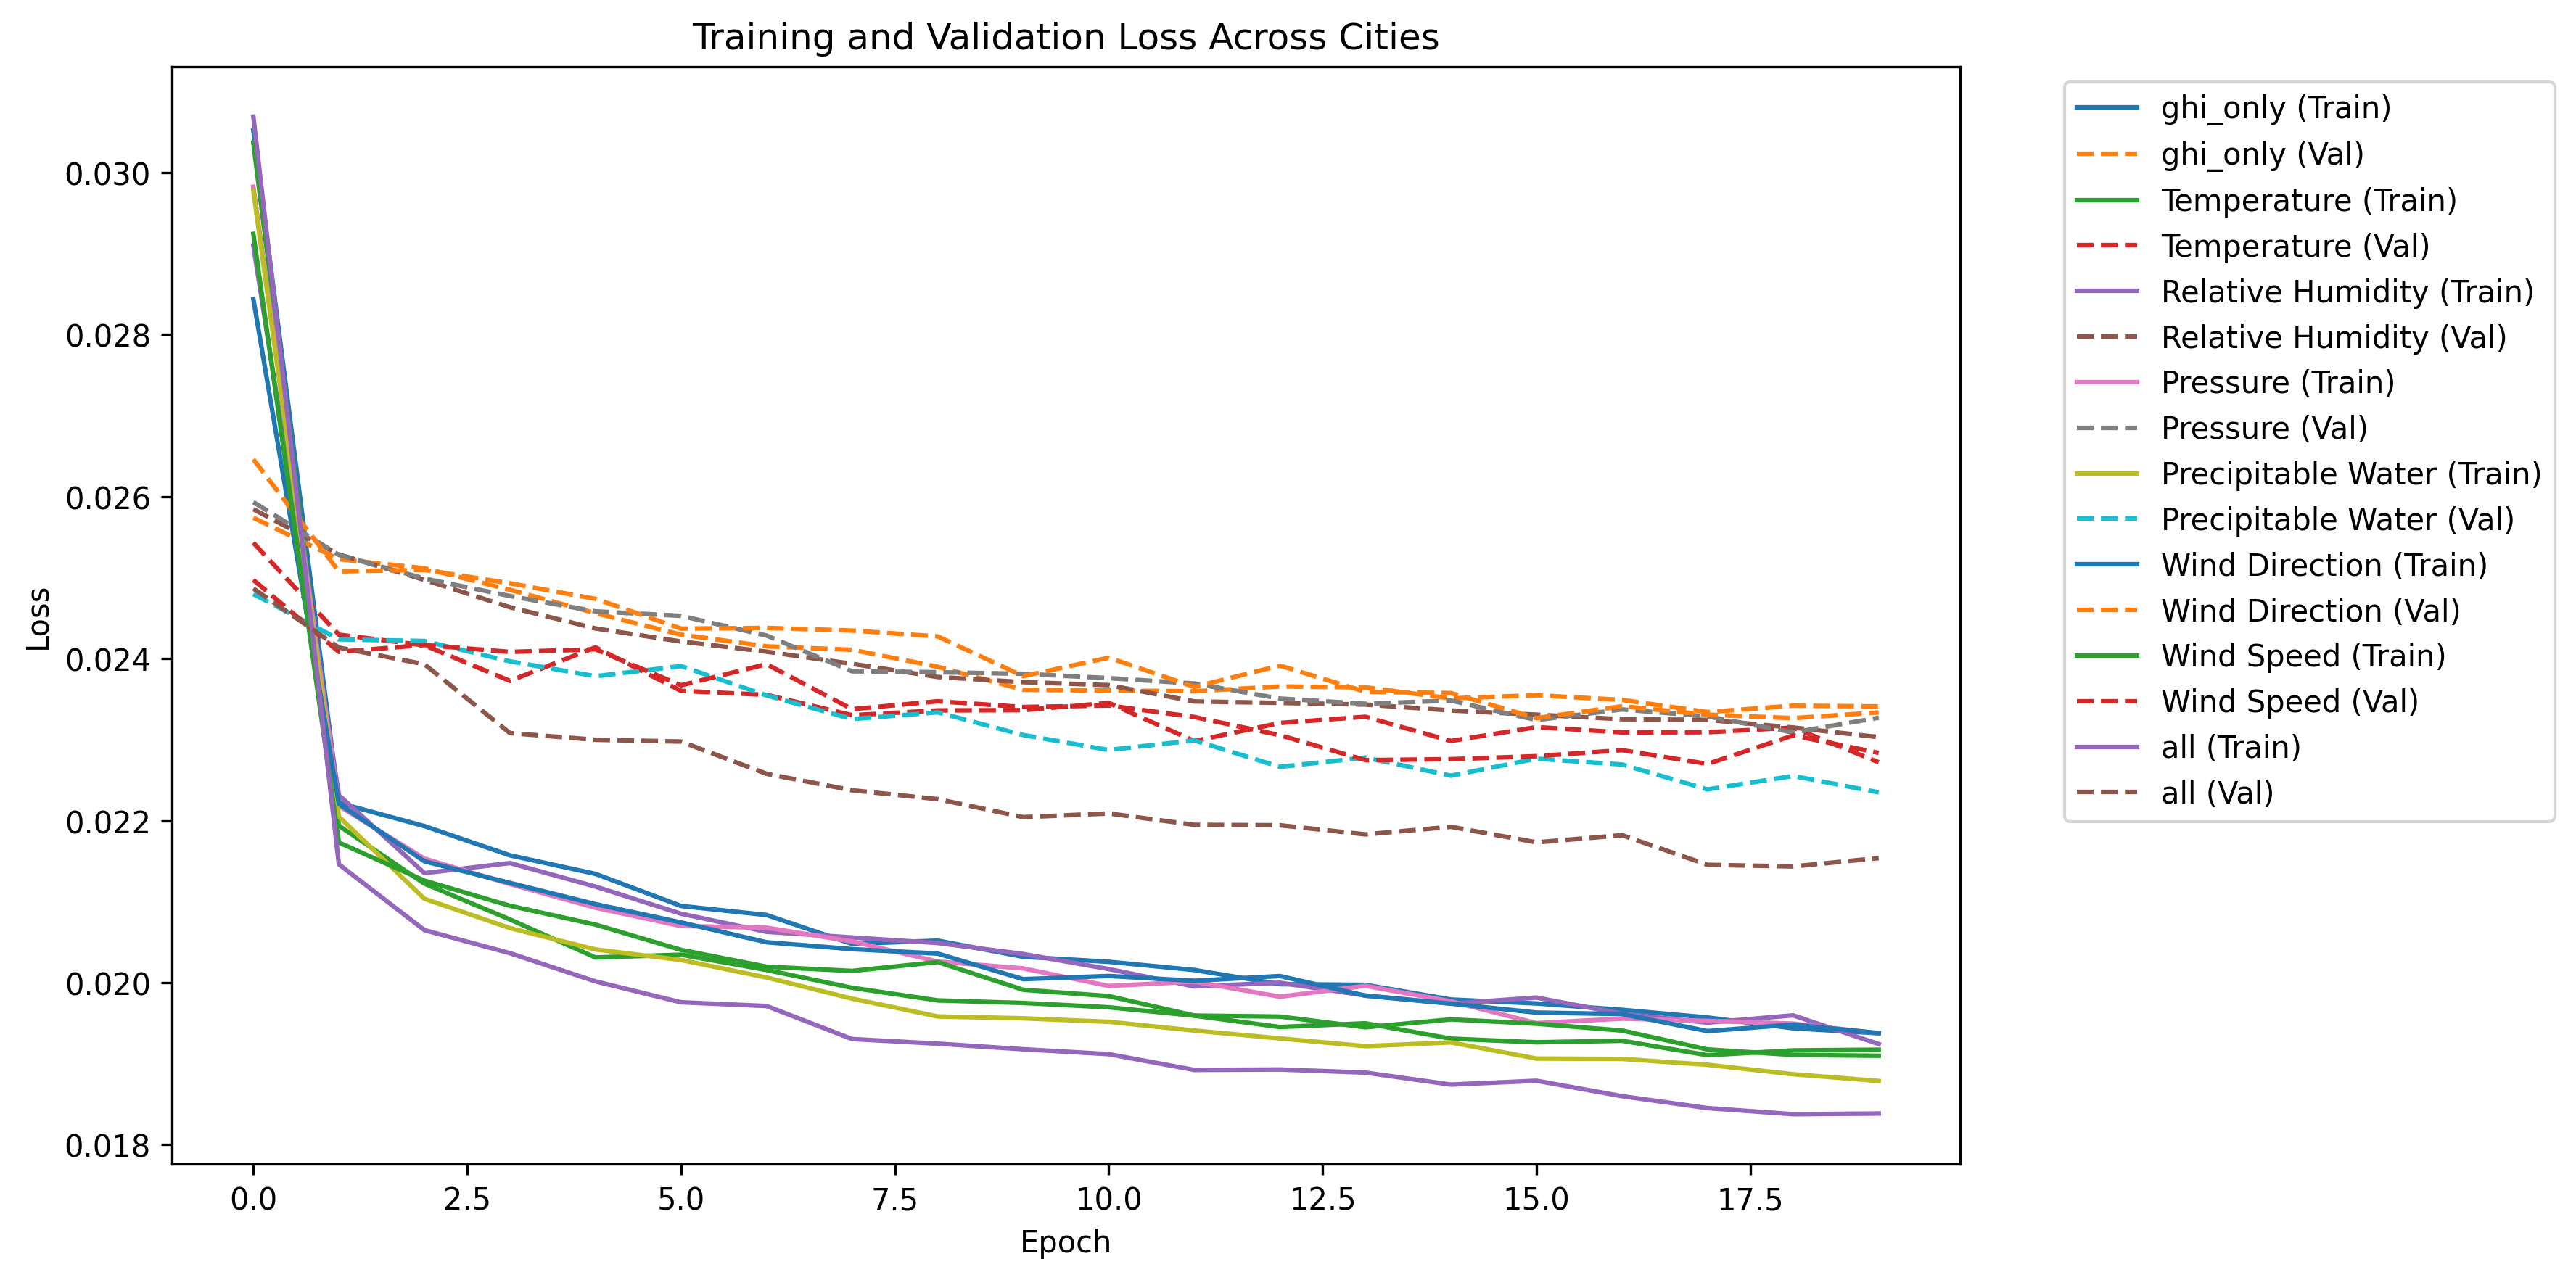 Training and Validation Loss Across Cities
Loss
0.030
0.028
0.026
0.024
0.022
0.020
0.018
0.0 2.5 5.0 7.5 10.0 12.5 15.0 17.5
Epoch
ghi_only (Train)
ghi_only (Val)
Temperature (Train)
Temperature (Val)
Relative Humidity (Train)
Relative Humidity (Val)
Pressure (Train)
Pressure (Val)
Precipitable Water (Train)
Precipitable Water (Val)
Wind Direction (Train)
Wind Direction (Val)
Wind Speed (Train)
Wind Speed (Val)
all (Train)
all (Val)